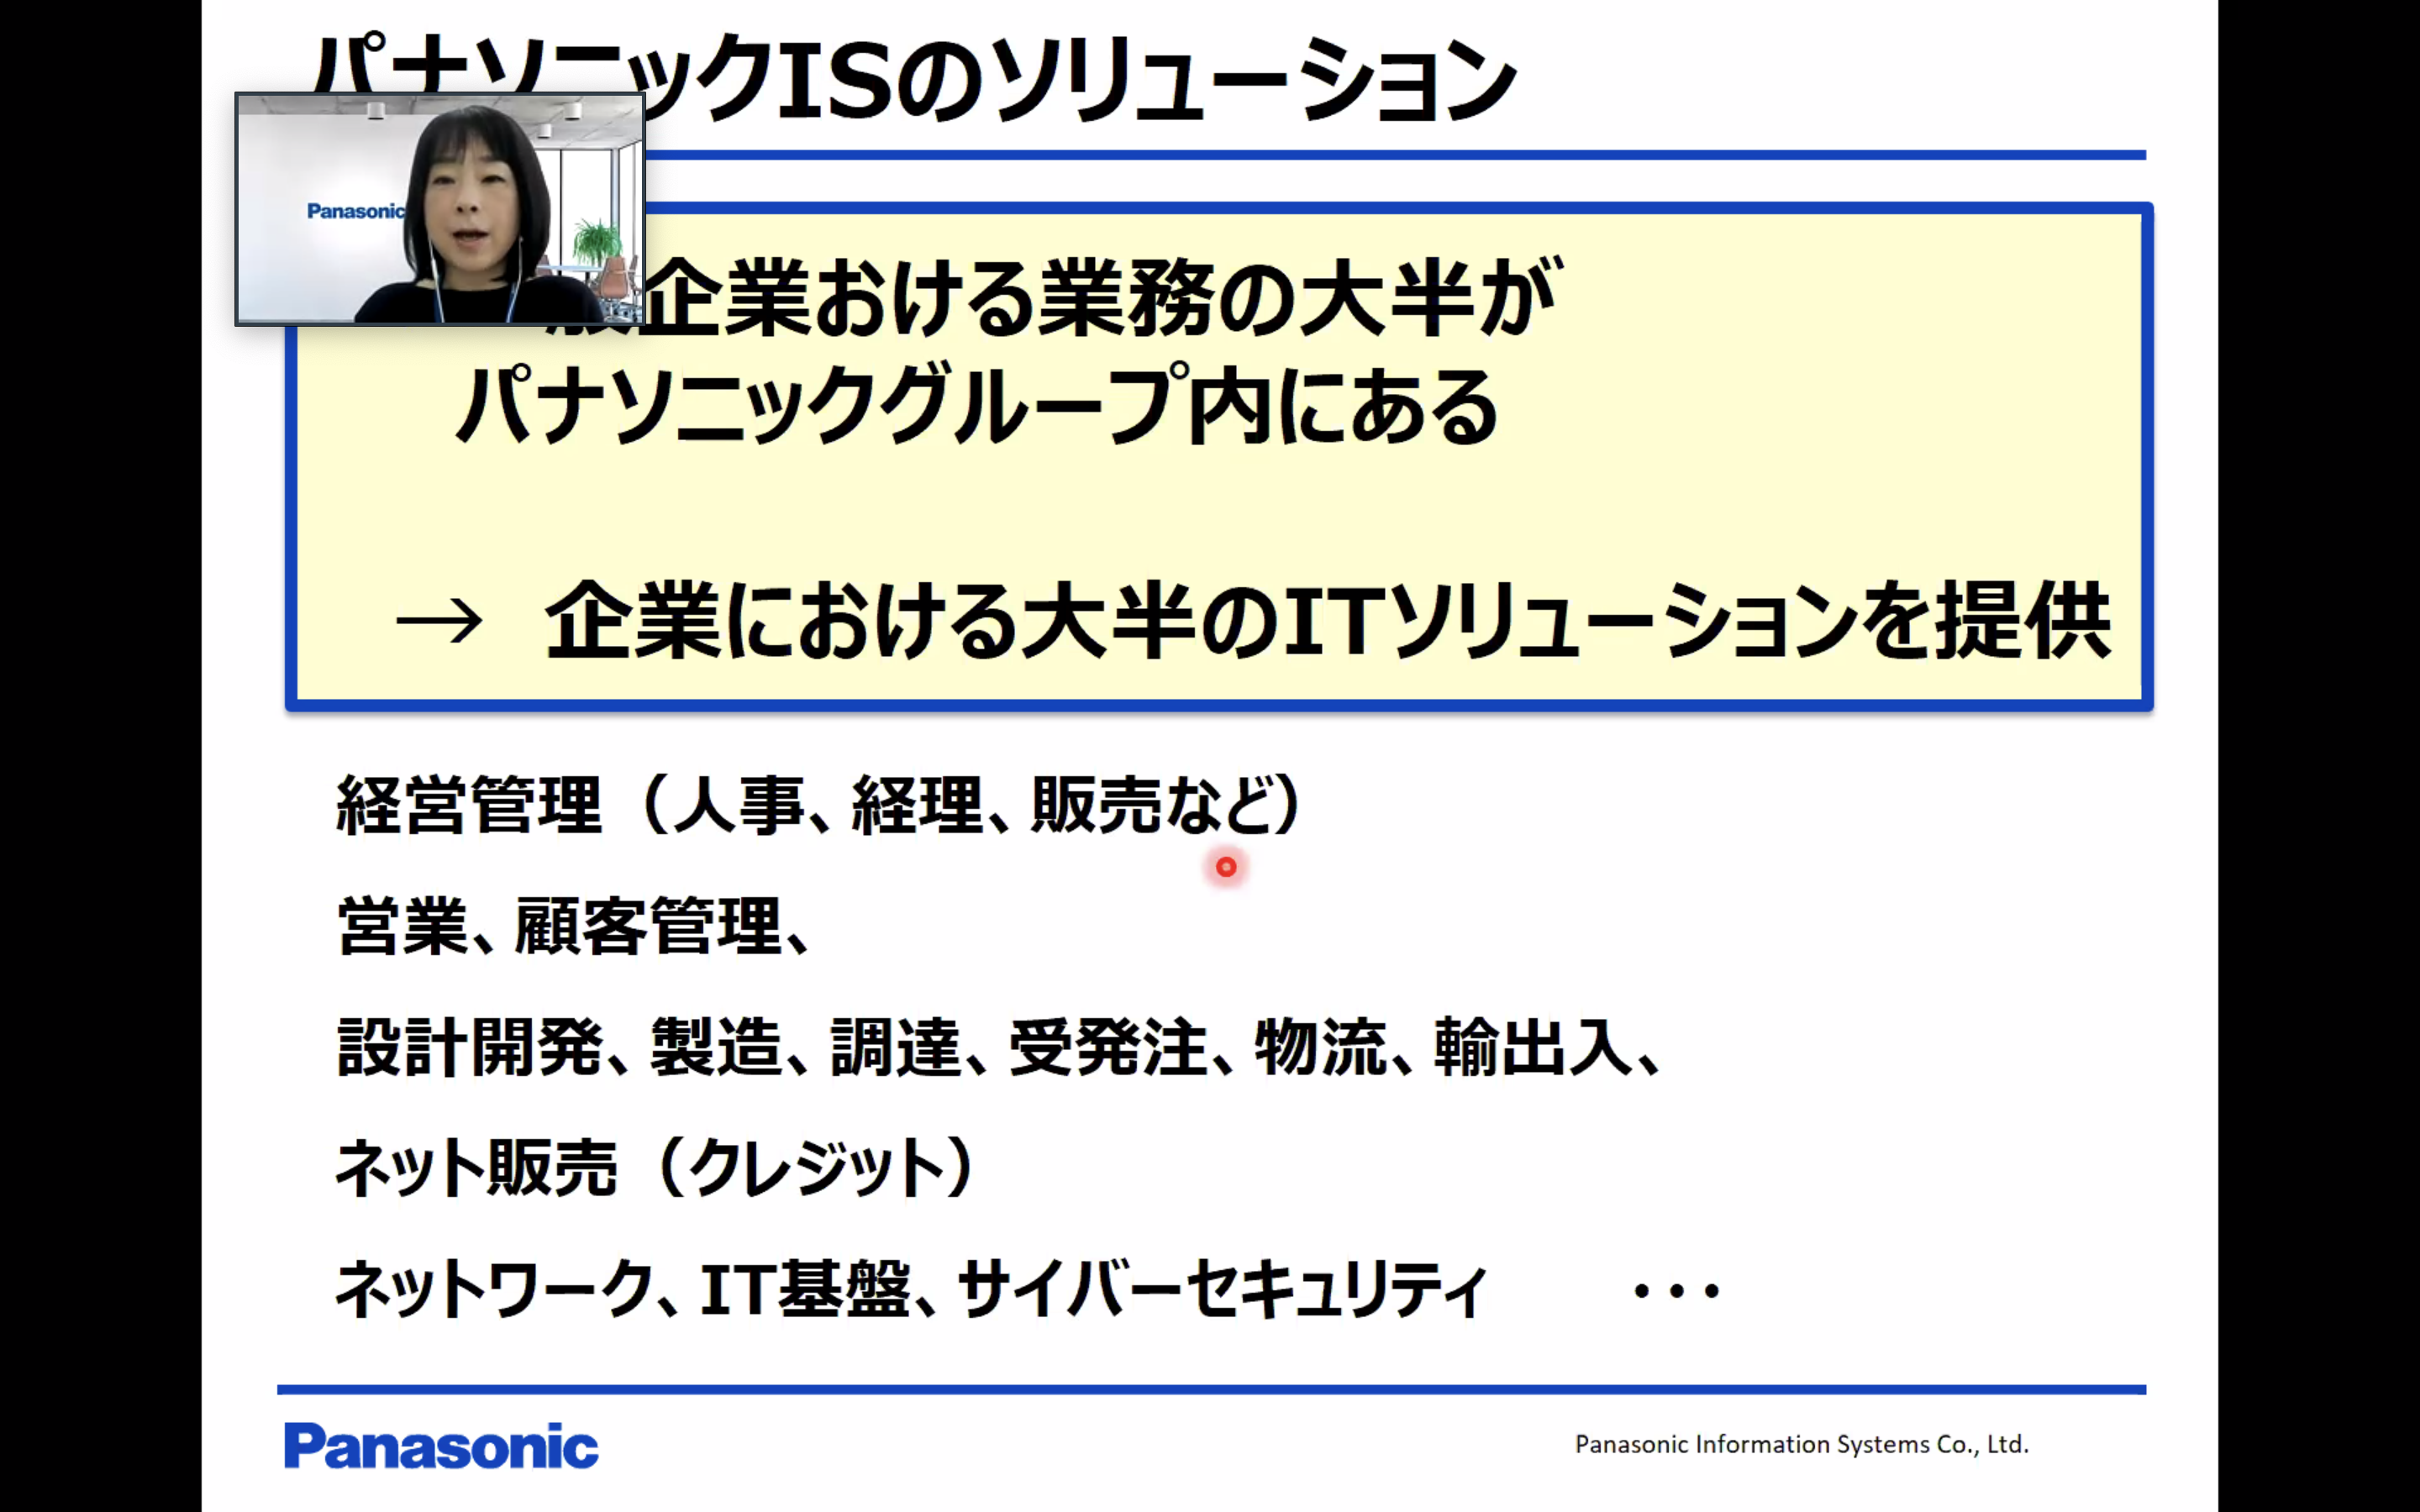 パナソニックISのソリューション
Panasonic
般企業おける業務の大半が
パナソニックグループ内にある
→ 企業における大半のITソリューションを提供
経営管理（人事、経理、販売など）
営業、顧客管理、
設計開発、製造、調達、受発注、物流、輸出入、
ネット販売（クレジット）
ネットワーク、IT基盤、サイバーセキュリティ ・・・
Panasonic
Panasonic Information Systems Co., Ltd.